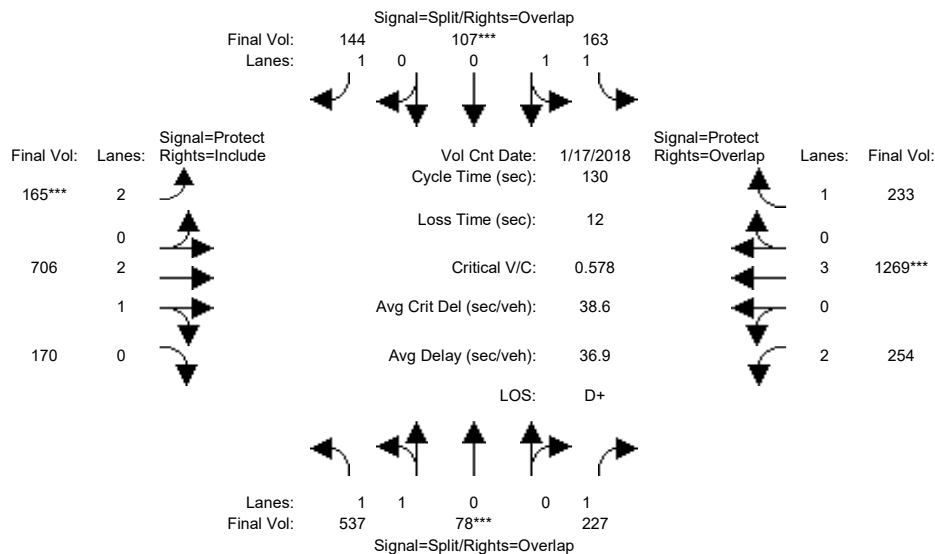 Signal=Split/Rights=Overlap
Final Vol: 144 107*** 163
Lanes: 1 0 0 1 1
Signal=Protect Signal=Protect
Final Vol: Lanes: Rights=Include Vol Cnt Date: 1/17/2018 Rights=Overlap Lanes: Final Vol:
Cycle Time (sec): 130
165*** 2 1 233
Loss Time (sec): 12
0 0
706 2 Critical V/C: 0.578 3 1269***
1 Avg Crit Del (sec/veh): 38.6 0
170 0 Avg Delay (sec/veh): 36.9 2 254
LOS: D+
Lanes: 1 1 0 0 1
Final Vol: 537 78*** 227
Signal=Split/Rights=Overlap